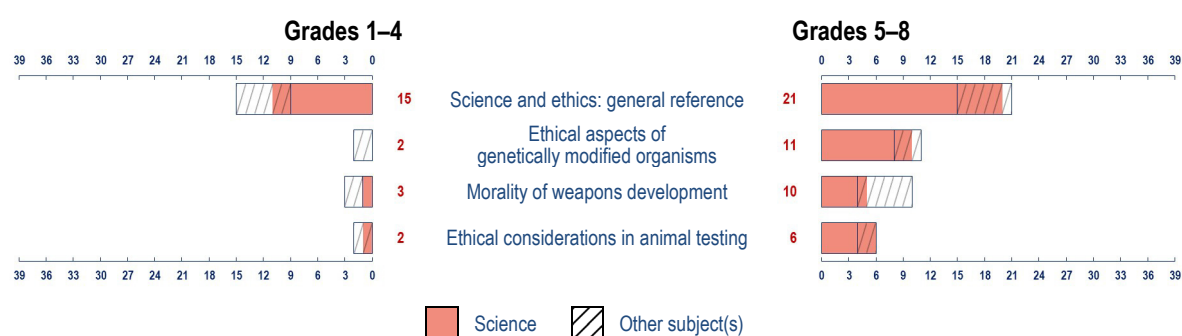 Grades 1–4 Grades 5–8
39 36 33 30 27 24 21 18 15 12 9 6 3 0 0 3 6 9 12 15 18 21 24 27 30 33 36 39
15 Science and ethics: general reference 21
2 Ethical aspects of
genetically modified organisms 11
3 Morality of weapons development 10
2 Ethical considerations in animal testing 6
39 36 33 30 27 24 21 18 15 12 9 6 3 0 0 3 6 9 12 15 18 21 24 27 30 33 36 39
Science Other subject(s)